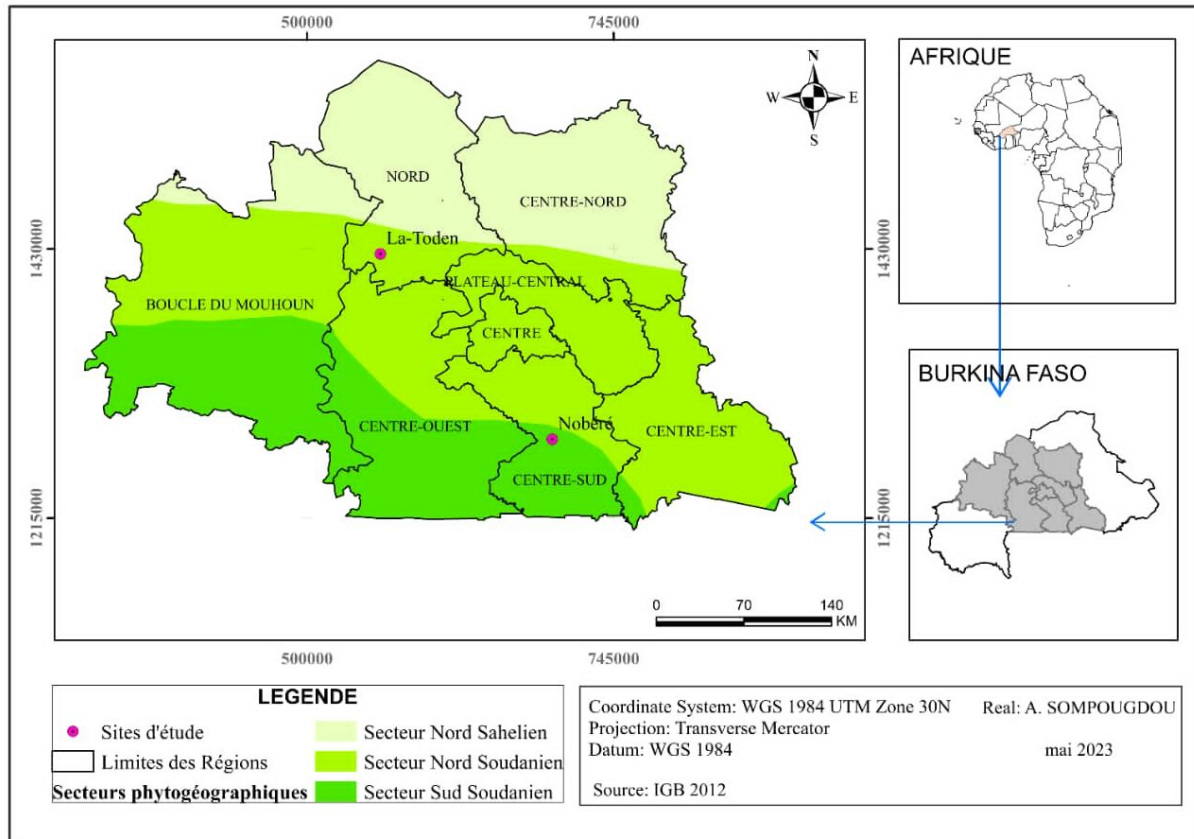 500000 745000
AFRIQUE
N
W E
S
NORD
CENTRE-NORD
1430000 1430000
La-Toden
PLATEAU-CENTRAL
BOUCLE DU MOUHOUN
CENTRE
BURKINA FASO
Nobéré
CENTRE-OUEST CENTRE-EST
CENTRE-SUD
1215000 1215000
0 70 140
KM
500000 745000
LEGENDE
Sites d'étude
Limites des Régions
Secteurs phytogéographiques
Secteur Nord Sahelien
Secteur Nord Soudanien
Secteur Sud Soudanien
Coordinate System: WGS 1984 UTM Zone 30N Real: A. SOMPOUGDOU
Projection: Transverse Mercator
Datum: WGS 1984 mai 2023
Source: IGB 2012